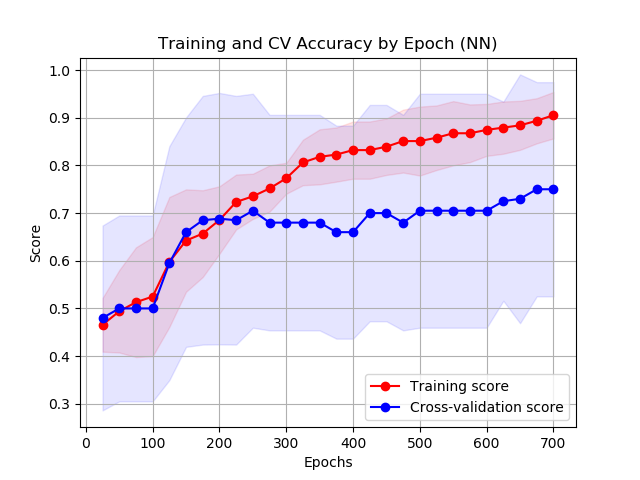 Training and CV Accuracy by Epoch (NN)
1.0
0.9
0.8
0.7
0.6
0.5
0.4
0.3
Score
0 100 200 300 400 500 600 700
Epochs
Training score
Cross-validation score